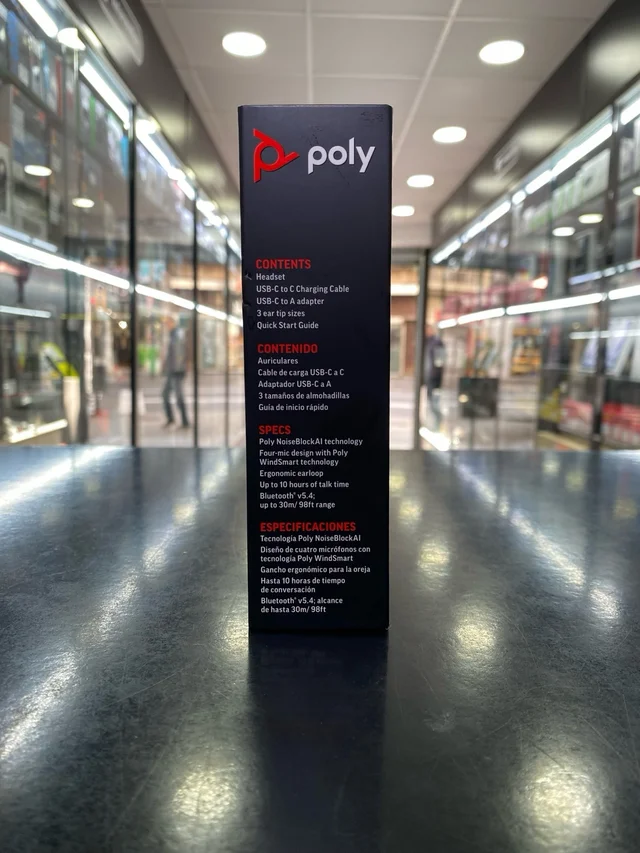 poly
CONTENTS
Headset
USB-C to C Charging Cable
USB-C to A adapter
3 ear tip sizes
Quick Start Guide
CONTENIDO
Auriculares
Cable de carga USB-C a C
Adaptador USB-C a A
3 tamaños de almohadillas
Guía de inicio rápido
SPECS
Poly NoiseBlockAI technology
Four-mic design with Poly
WindSmart technology
Ergonomic earloop
Up to 10 hours of talk time
Bluetooth® v5.4;
up to 30m/ 98ft range
ESPECIFICACIONES
Tecnología Poly NoiseBlockAI
Diseño de cuatro micrófonos con
tecnología Poly WindSmart
Gancho ergonómico para la oreja
Hasta 10 horas de tiempo
de conversación
Bluetooth® v5.4; alcance
de hasta 30m/ 98ft